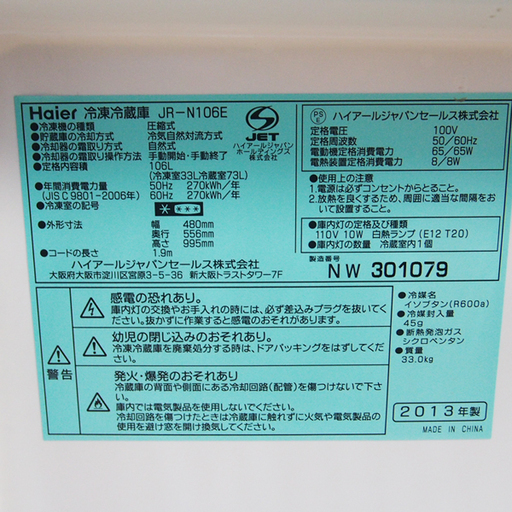 Haier 冷凍冷蔵庫 JR-N106E
●冷凍機の種類 圧縮式
●貯蔵庫の冷却方式 冷気自然対流方式
●冷却器の霜取り方式 自然式
●冷却器の霜取り操作方法 手動開始・手動終了
●定格内容積 106L
(冷凍室33L冷蔵室73L)
●年間消費電力量 50Hz 270kWh/年
(JIS C 9801-2006年) 60Hz 270kWh/年
●冷凍室の記号
●外形寸法 幅 480mm
奥行 556mm
高さ 995mm
●コードの長さ 1.9m
ハイアールジャパンセールス株式会社
大阪府大阪市淀川区宮原3-5-36 新大阪トラストタワー7F
JET
ハイアールジャパン
ホールディングス
株式会社
PS
E
ハイアールジャパンセールス株式会社
定格電圧 100V
定格周波数 50/60Hz
電動機定格消費電力 65/65W
電熱装置定格消費電力 8/8W
●使用上の注意
1.電源は必ずコンセントからとること。
2.放熱を良くするため、周囲に適当な間隔をお
いて設置すること。
●庫内灯の定格及び種類
110V 10W 白熱ランプ (E12 T20)
●庫内灯の数量 冷蔵室内1個
製造番号 NW 301079
警告
感電の恐れあり。
庫内灯の交換やお手入れの時には、必ず差込みプラグを抜いてく
ださい。抜かずに作業すると感電のおそれがあります。
幼児の閉じ込みのおそれあり。
冷凍冷蔵庫を廃棄処分する時は、ドアパッキングをはずしてくだ
さい。
発火・爆発のおそれあり
冷蔵庫の背面や側面にある冷却回路(配管)を傷つけないで下さ
い。
庫内では電気製品を使用しないでください。
冷却回路を傷つけたときは冷蔵庫に触れずに火気や電気製品の
使用を避け窓を開け換気してください。
●冷媒名
イソブタン(R600a)
●冷媒封入量
45g
●断熱発泡ガス
シクロペンタン
●質量
33.0kg
2013年製
MADE IN CHINA